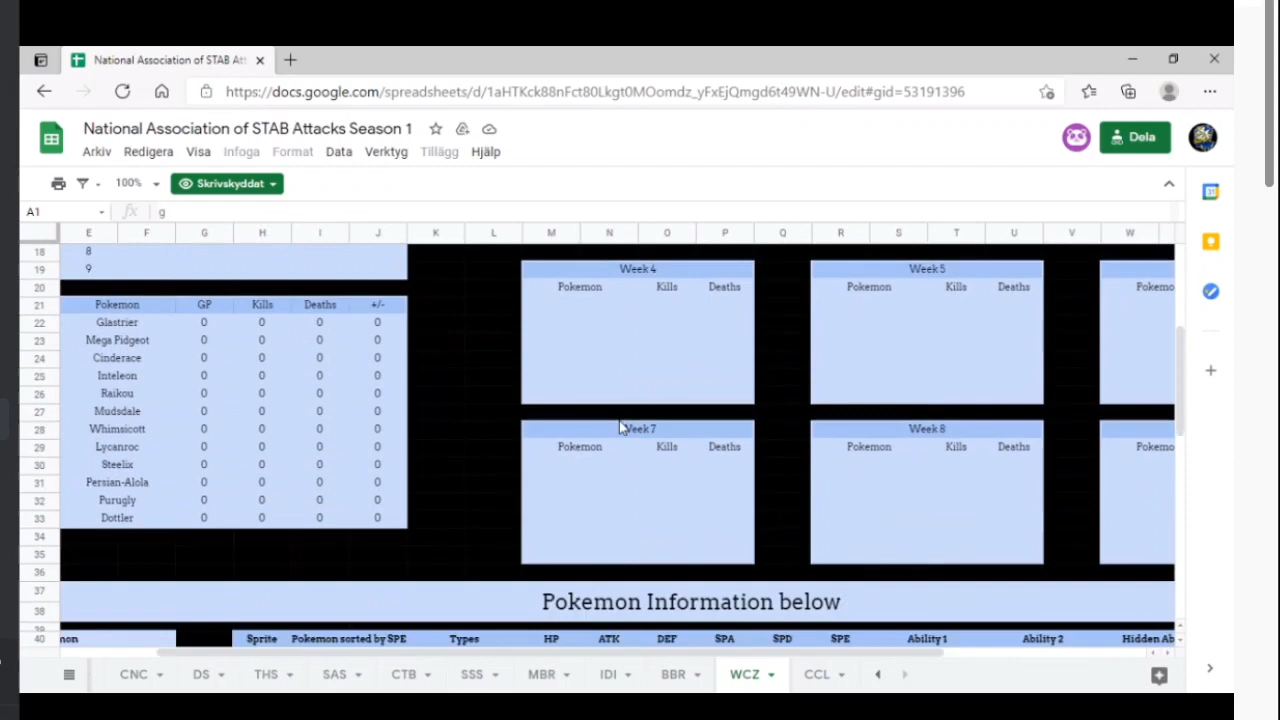 National Association of STAB Att
https://docs.google.com/spreadsheets/d/1aHTKck88nFct80Lkgt0MOomdz_yFxEjQmgd6t49WN-U/edit#gid=53191396
National Association of STAB Attacks Season 1
Dela
Arkiv Redigera Visa Infoga Format Data Verktyg Tillägg Hjälp
100% Skrivskyddat
A1 fx g
E F G H I J K L M N O P Q R S T U V W
18 8
19 9 Week 4 Week 5
20 Pokemon Kills Deaths Pokemon Kills Deaths Pokemo
21 Pokemon GP Kills Deaths +/-
22 Glastrier 0 0 0 0
23 Mega Pidgeot 0 0 0 0
24 Cinderace 0 0 0 0
25 Inteleon 0 0 0 0
26 Raikou 0 0 0 0
27 Mudsdale 0 0 0 0
28 Whimsicott 0 0 0 0 Week 7 Week 8
29 Lycanroc 0 0 0 0 Pokemon Kills Deaths Pokemon Kills Deaths Pokemo
30 Steelix 0 0 0 0
31 Persian-Alola 0 0 0 0
32 Purugly 0 0 0 0
33 Dottler 0 0 0 0
34
35
36
37 Pokemon Information below
38
39
40 mon Sprite Pokemon sorted by SPE Types HP ATK DEF SPA SPD SPE Ability 1 Ability 2 Hidden Ab
CNC DS THS SAS CTB SSS MBR IDI BBR WCZ CCL